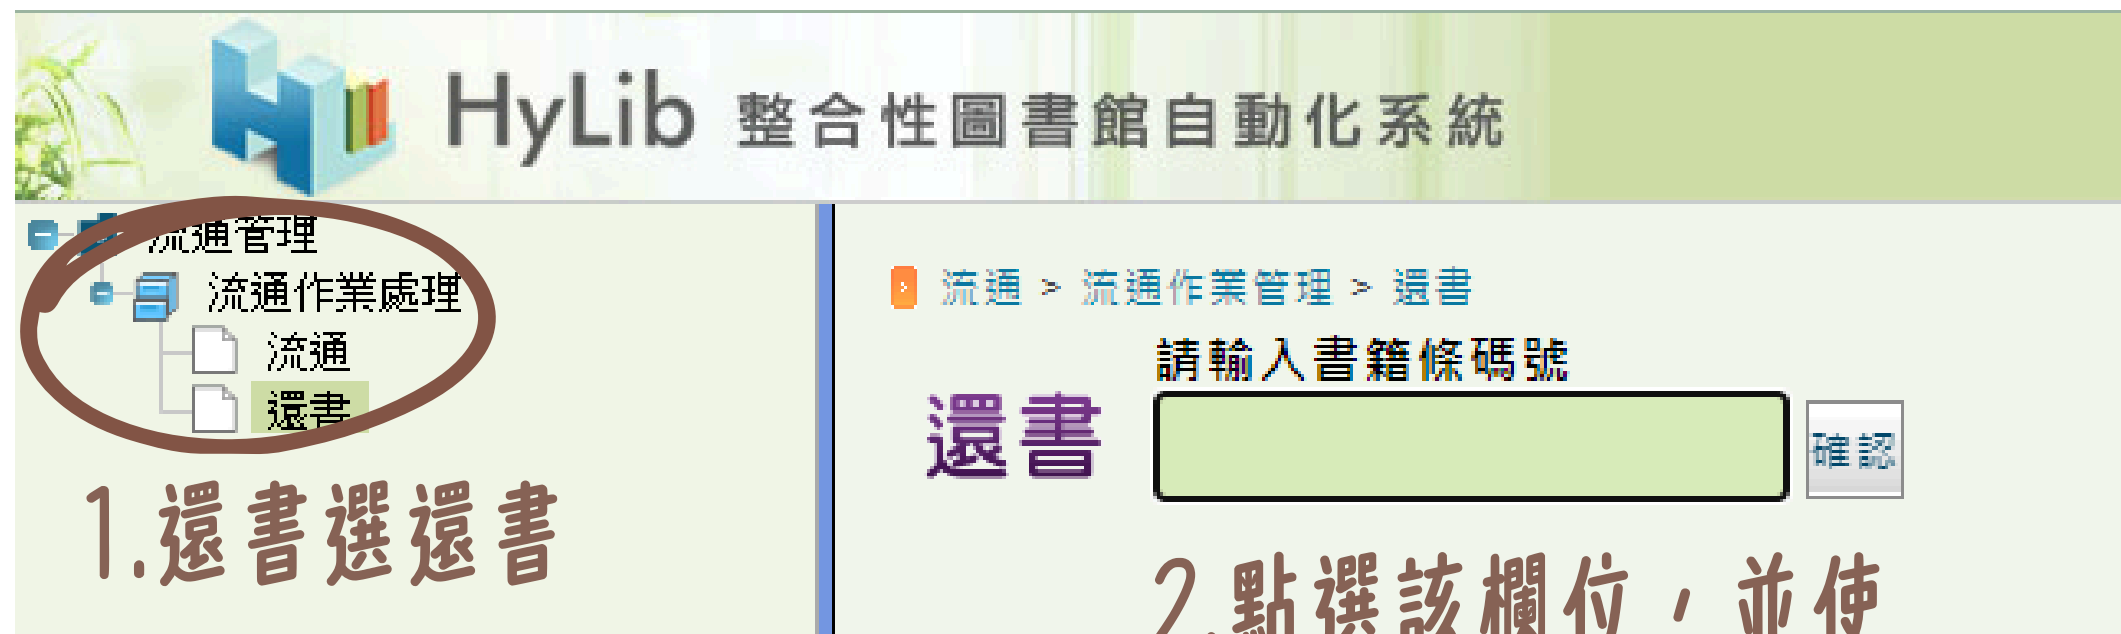 HyLib 整合性圖書館自動化系統
流通管理
流通作業處理
流通
還書
1.還書選還書
流通 > 流通作業管理 > 還書
請輸入書籍條碼號
還書
確認
2.點選該欄位，並使